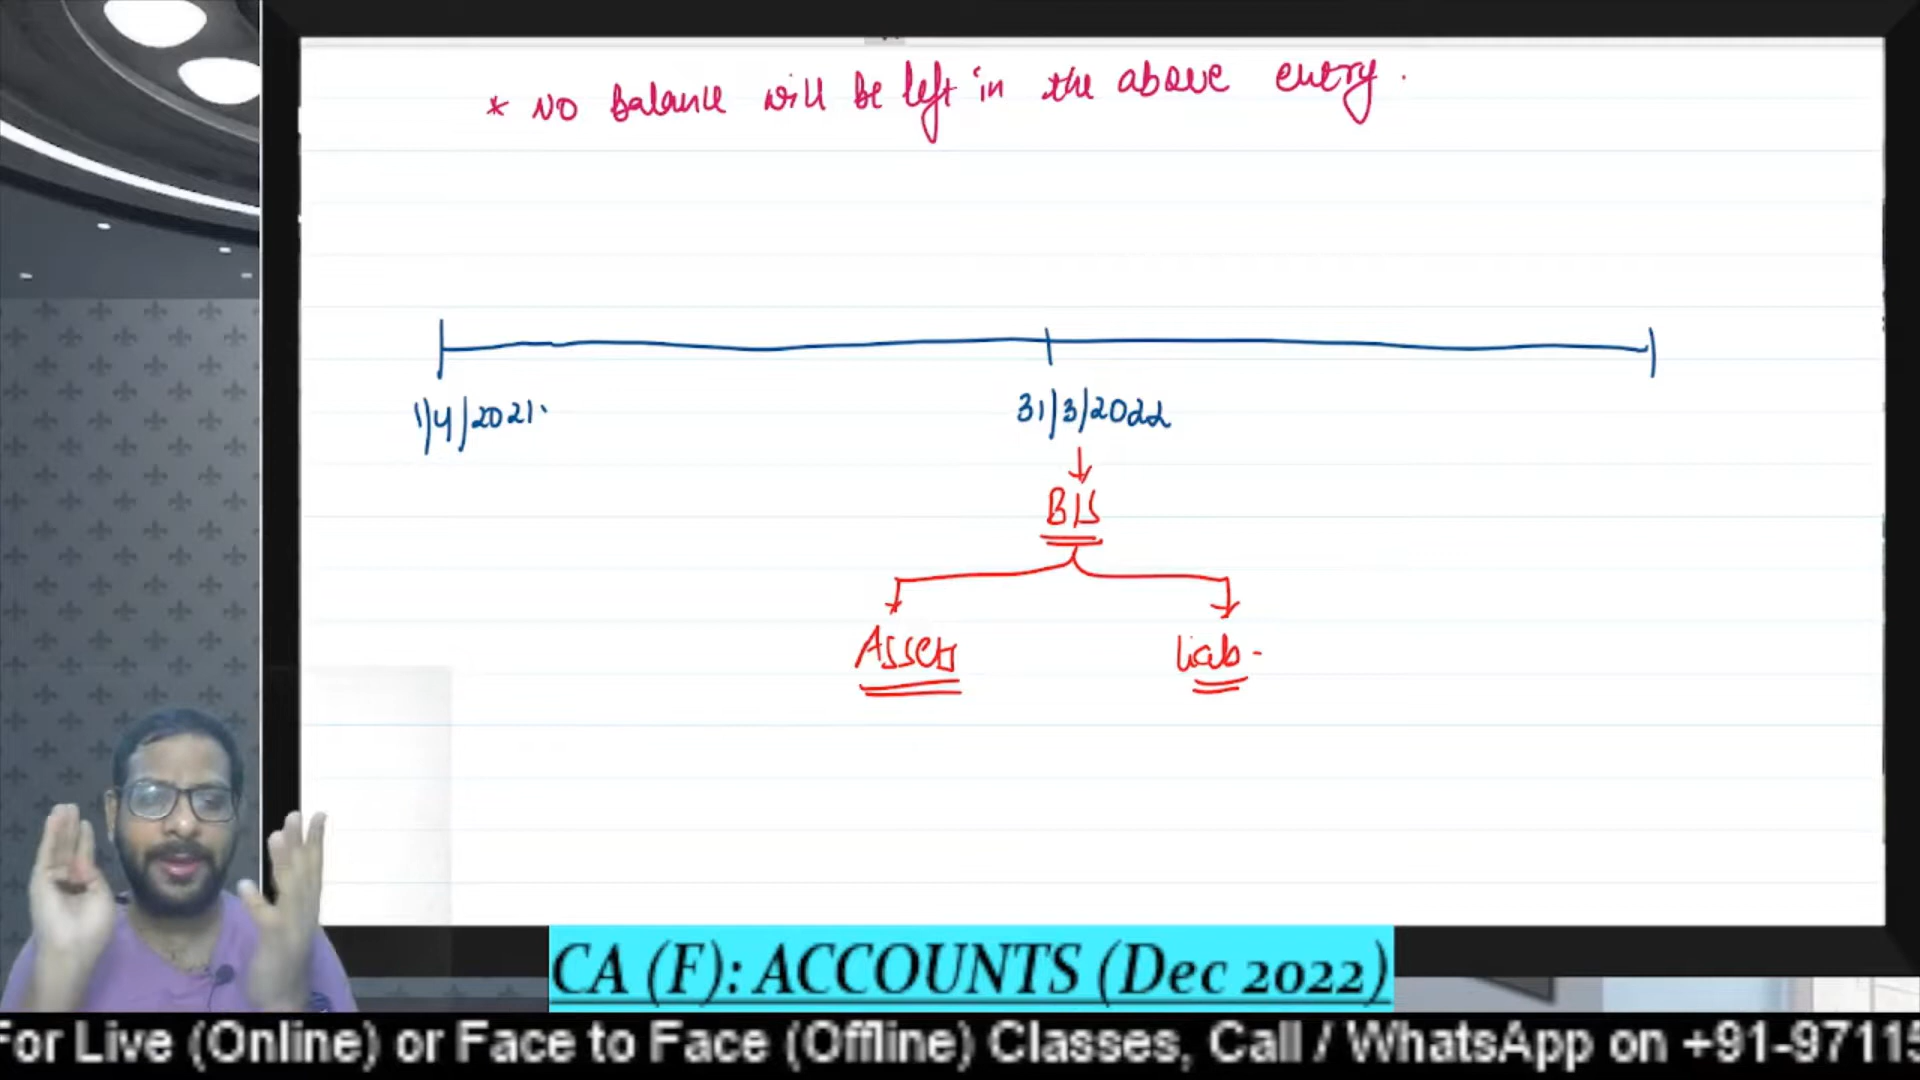 * NO Balance will be left in the above entry.
1/4/2021.
31/3/2022
B/S
Assets
Liab.
CA (F): ACCOUNTS (Dec 2022)
For Live (Online) or Face to Face (Offline) Classes, Call / WhatsApp on +91-97115